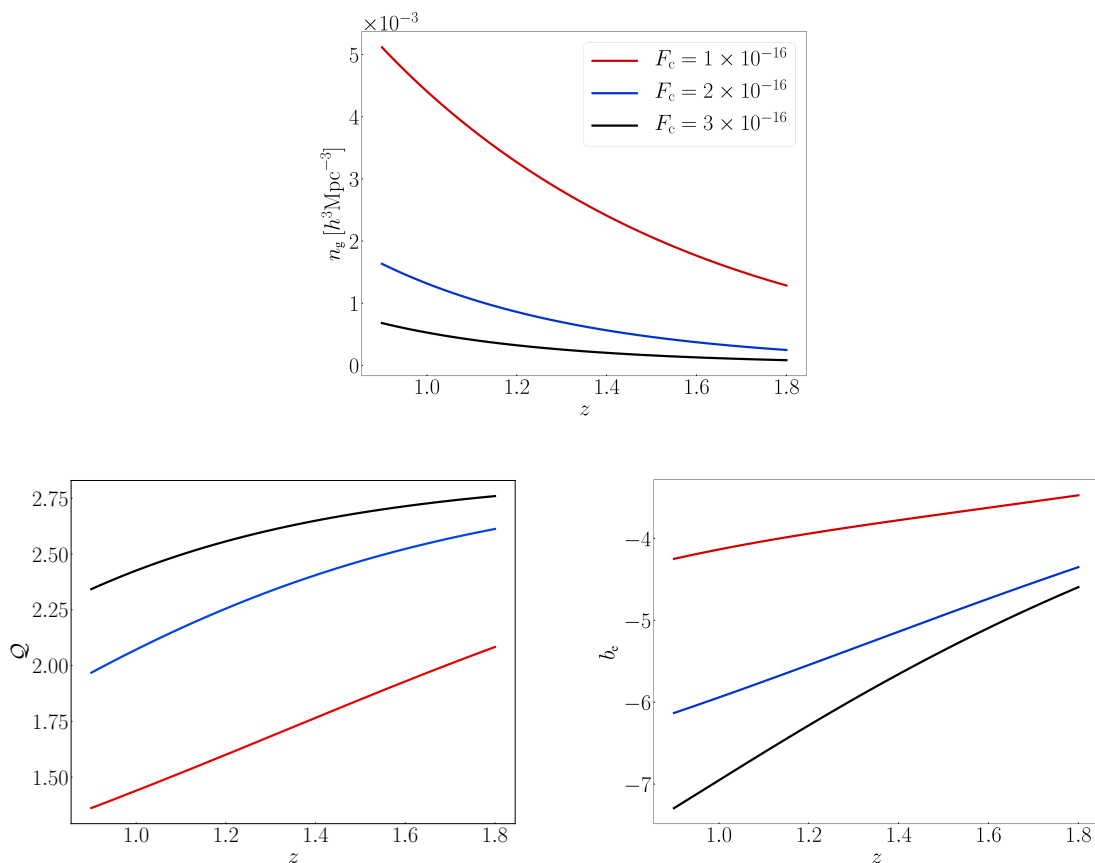 ×10⁻³
5
4
3
2
1
0
n_g [h³Mpc⁻³]
F_c = 1 × 10⁻¹⁶
F_c = 2 × 10⁻¹⁶
F_c = 3 × 10⁻¹⁶
1.0 1.2 1.4 1.6 1.8
z
2.75
2.50
2.25
2.00
1.75
1.50
𝒬
1.0 1.2 1.4 1.6 1.8
z
−4
−5
−6
−7
b_c
1.0 1.2 1.4 1.6 1.8
z